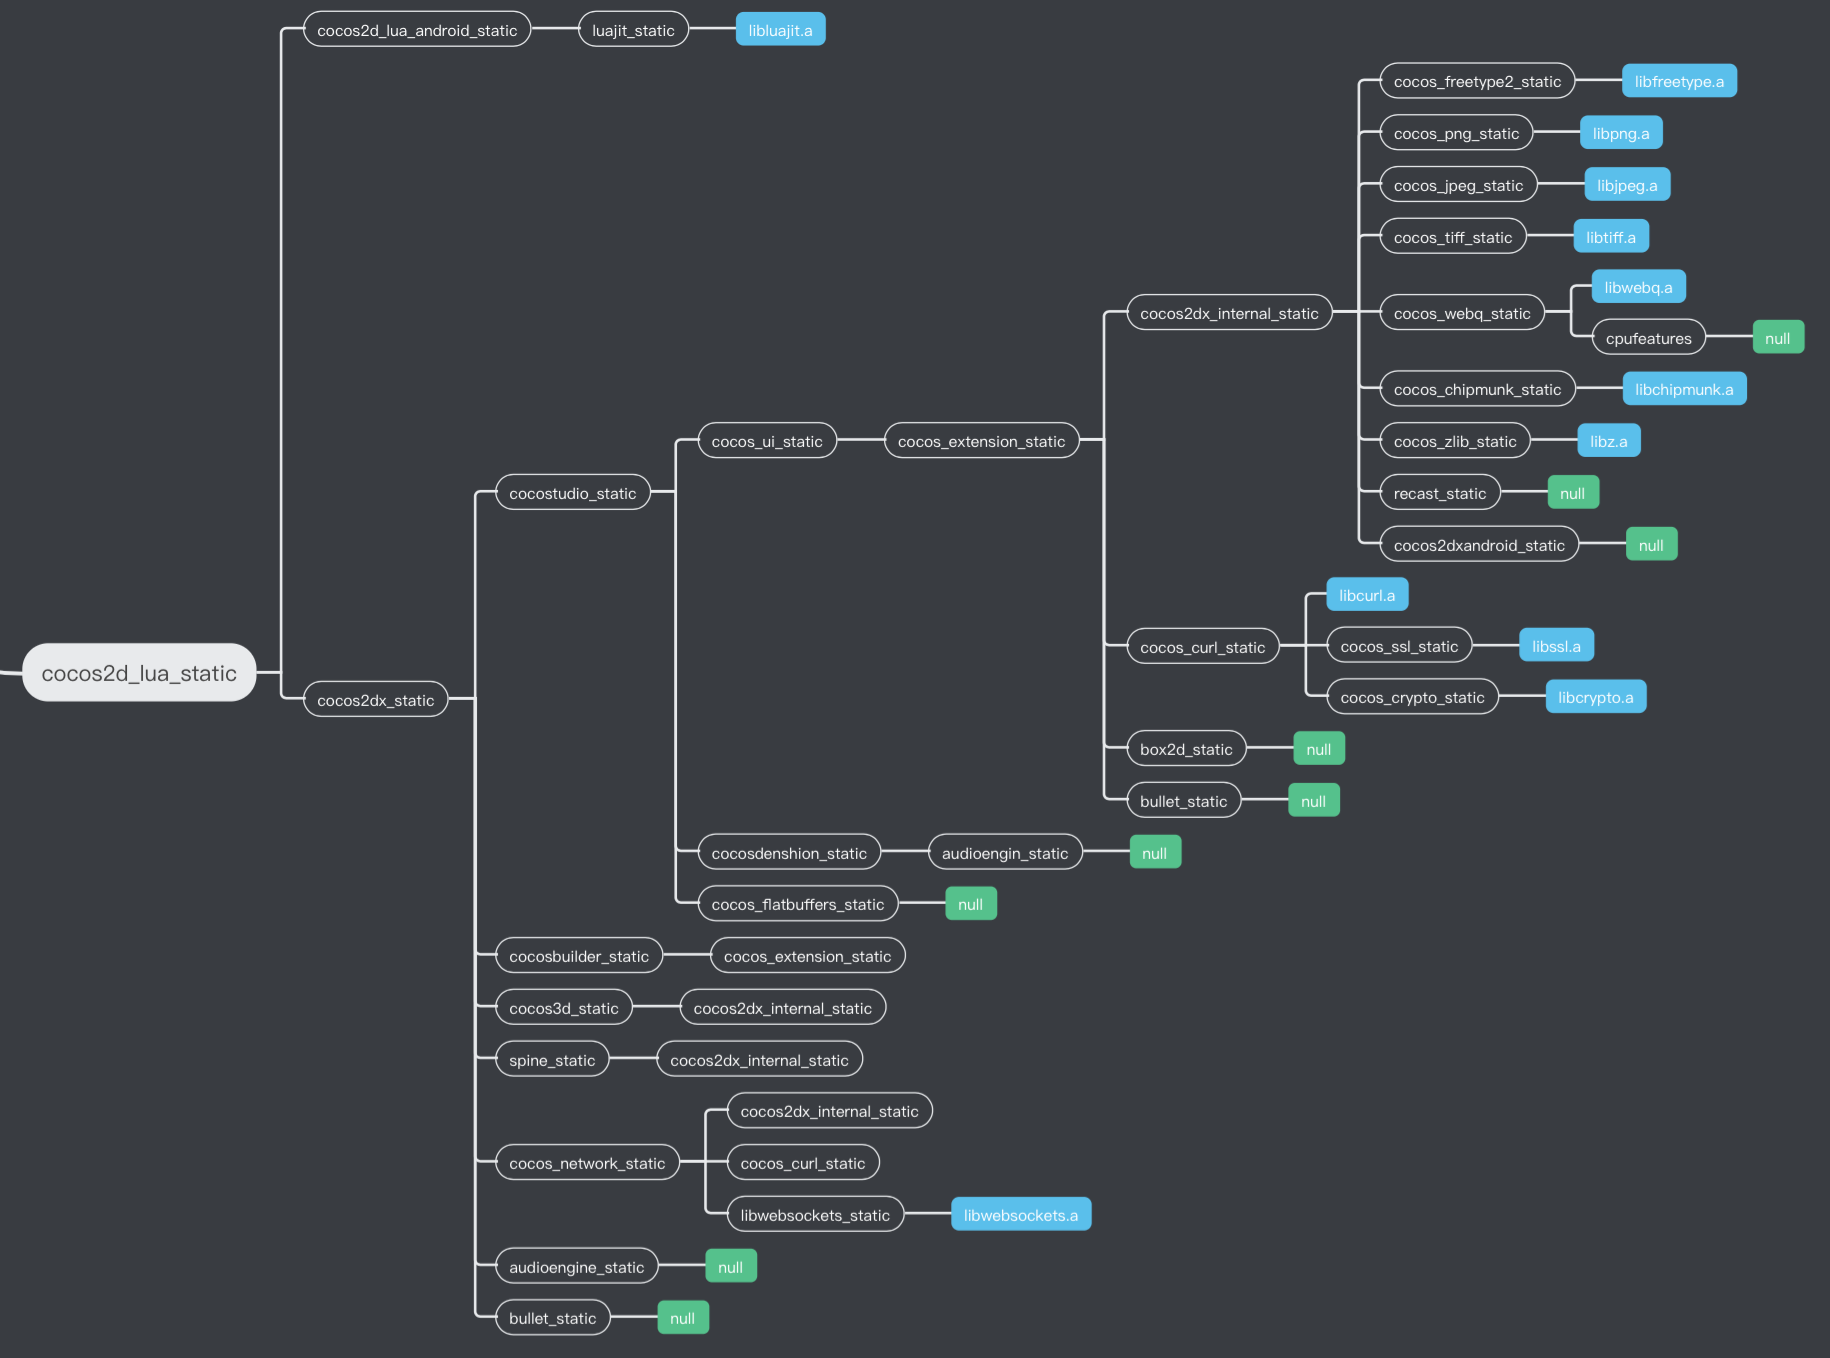 cocos2d_lua_android_static
luajit_static
libluajit.a
cocos_freetype2_static
libfreetype.a
cocos_png_static
libpng.a
cocos_jpeg_static
libjpeg.a
cocos_tiff_static
libtiff.a
libwebq.a
cocos2dx_internal_static
cocos_webq_static
cpufeatures
null
cocos_chipmunk_static
libchipmunk.a
cocos_ui_static
cocos_extension_static
cocos_zlib_static
libz.a
cocostudio_static
recast_static
null
cocos2dxandroid_static
null
libcurl.a
cocos_curl_static
cocos_ssl_static
libssl.a
cocos2d_lua_static
cocos2dx_static
cocos_crypto_static
libcrypto.a
box2d_static
null
bullet_static
null
cocosdenshion_static
audioengin_static
null
cocos_flatbuffers_static
null
cocosbuilder_static
cocos_extension_static
cocos3d_static
cocos2dx_internal_static
spine_static
cocos2dx_internal_static
cocos2dx_internal_static
cocos_network_static
cocos_curl_static
libwebsockets_static
libwebsockets.a
audioengine_static
null
bullet_static
null